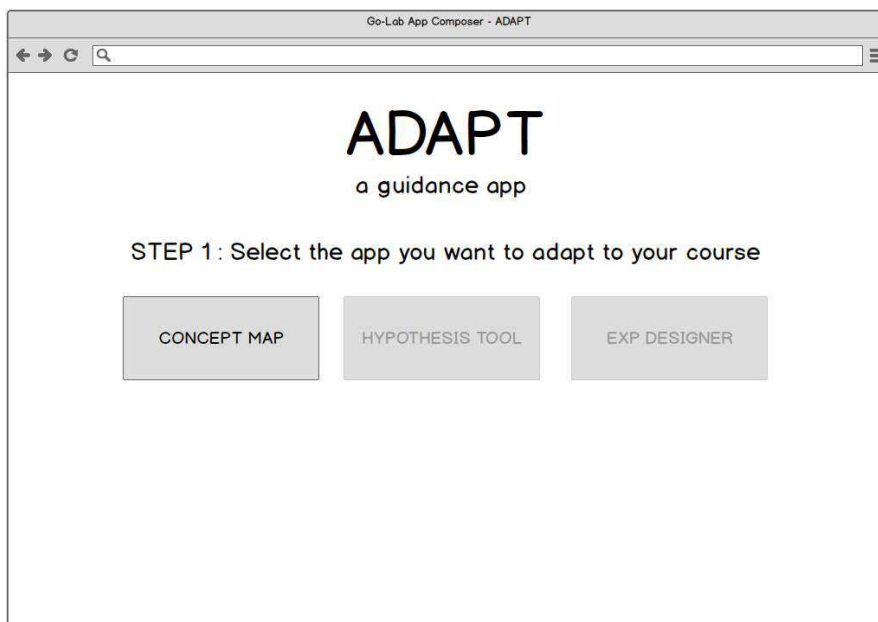 Go-Lab App Composer - ADAPT
ADAPT
a guidance app
STEP 1 : Select the app you want to adapt to your course
CONCEPT MAP
HYPOTHESIS TOOL
EXP DESIGNER